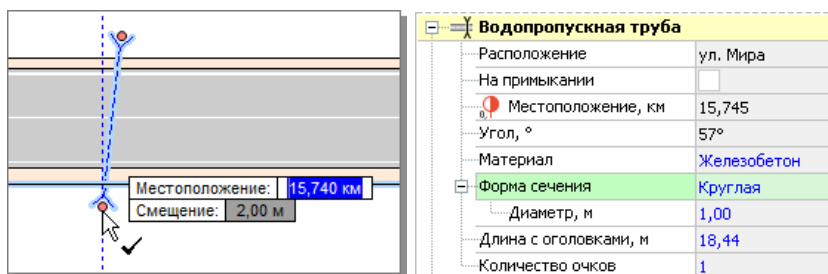 Местоположение: 15,740 км
Смещение: 2,00 м
Водопропускная труба
Расположение ул. Мира
На примыкании
0, Местоположение, км 15,745
Угол, ° 57°
Материал Железобетон
Форма сечения Круглая
Диаметр, м 1,00
Длина с оголовками, м 18,44
Количество очков 1